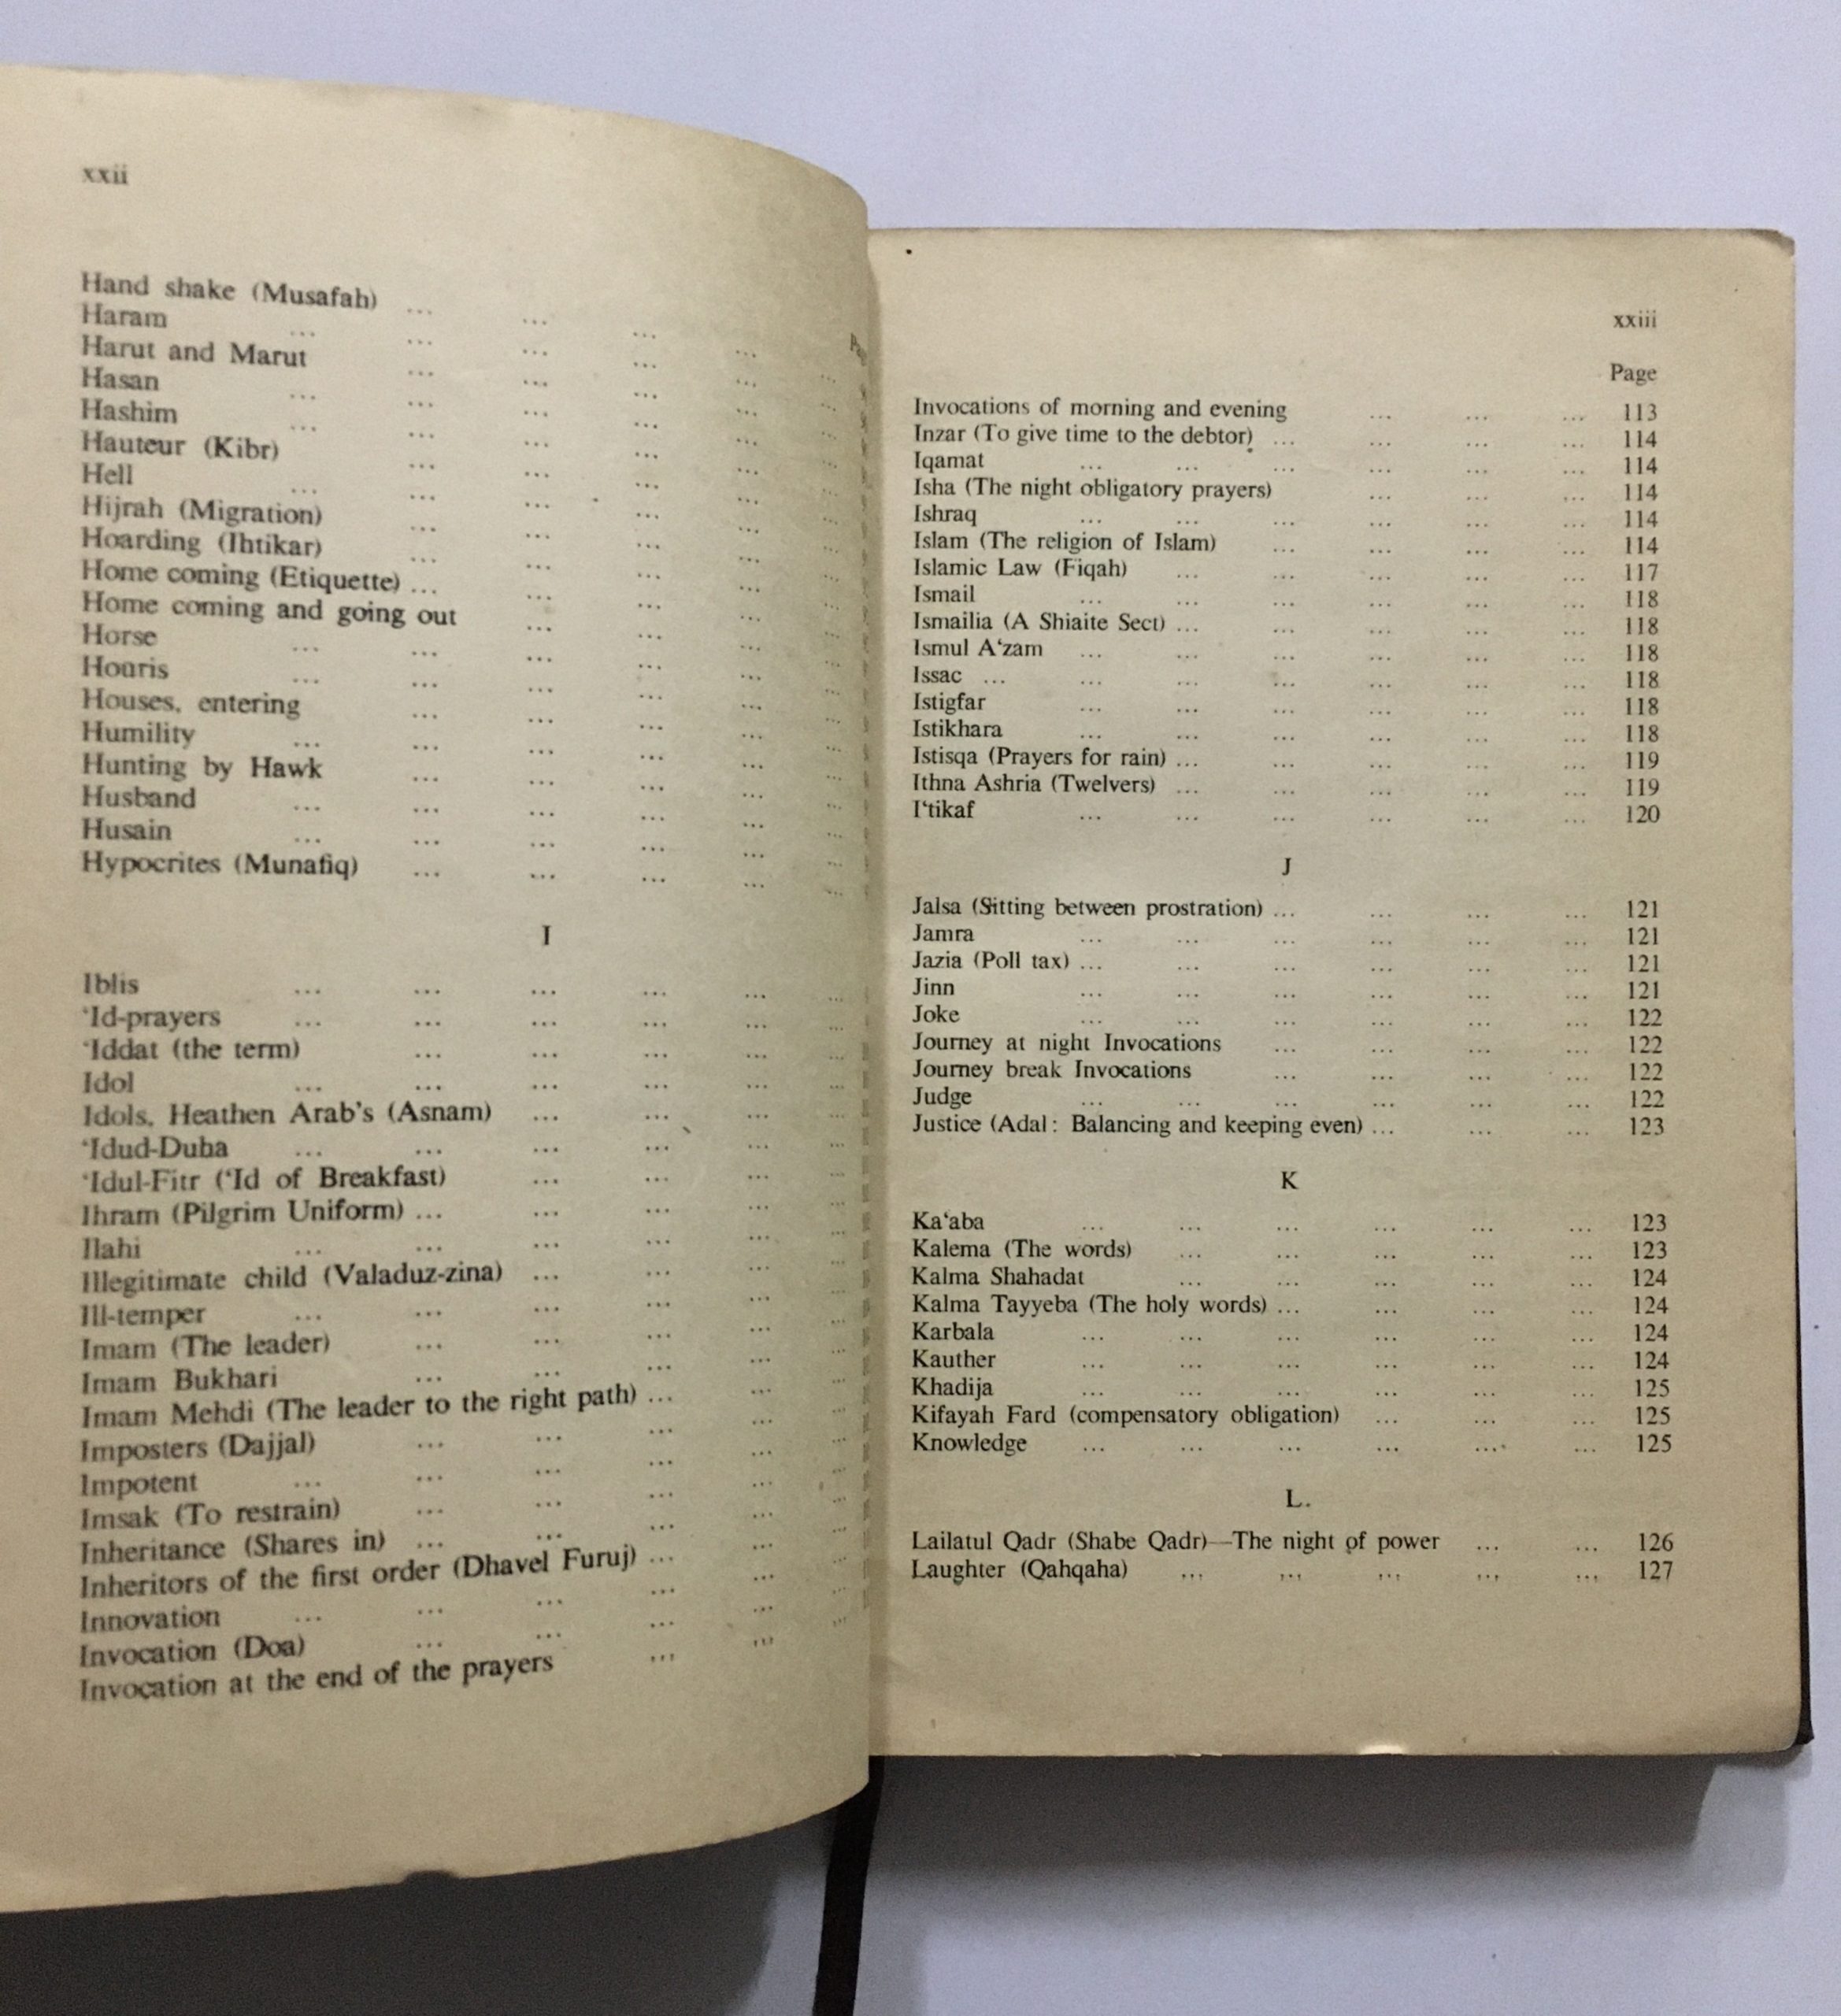 xxii
Hand shake (Musafah) ... ... ... ...
Haram ... ... ... ... ... ...
Harut and Marut ... ... ... ... ...
Hasan ... ... ... ... ... ...
Hashim ... ... ... ... ... ...
Hauteur (Kibr) ... ... ... ... ...
Hell ... ... ... ... ... ...
Hijrah (Migration) ... ... ... ... ...
Hoarding (Ihtikar) ... ... ... ... ...
Home coming (Etiquette) ... ... ... ... ...
Home coming and going out ... ... ... ...
Horse ... ... ... ... ... ...
Houris ... ... ... ... ... ...
Houses, entering ... ... ... ... ...
Humility ... ... ... ... ... ...
Hunting by Hawk ... ... ... ... ...
Husband ... ... ... ... ... ...
Husain ... ... ... ... ... ...
Hypocrites (Munafiq) ... ... ... ... ...
I
Iblis ... ... ... ... ... ...
‘Id-prayers ... ... ... ... ... ...
‘Iddat (the term) ... ... ... ... ...
Idol ... ... ... ... ... ...
Idols, Heathen Arab's (Asnam) ... ... ... ...
‘Idud-Duha ... ... ... ... ... ...
‘Idul-Fitr (‘Id of Breakfast) ... ... ... ...
Ihram (Pilgrim Uniform) ... ... ... ... ...
Ilahi ... ... ... ... ... ...
Illegitimate child (Valaduz-zina) ... ... ... ...
Ill-temper ... ... ... ... ... ...
Imam (The leader) ... ... ... ... ...
Imam Bukhari ... ... ... ... ...
Imam Mehdi (The leader to the right path) ... ... ...
Imposters (Dajjal) ... ... ... ... ...
Impotent ... ... ... ... ... ...
Imsak (To restrain) ... ... ... ... ...
Inheritance (Shares in) ... ... ... ... ...
Inheritors of the first order (Dhavel Furuj) ... ... ...
Innovation ... ... ... ... ... ...
Invocation (Doa) ... ... ... ... ...
Invocation at the end of the prayers ... ... ...
xxiii
Page
Invocations of morning and evening ... ... ... 113
Inzar (To give time to the debtor) ... ... ... ... 114
Iqamat ... ... ... ... ... ... 114
Isha (The night obligatory prayers) ... ... ... 114
Ishraq ... ... ... ... ... ... 114
Islam (The religion of Islam) ... ... ... ... 114
Islamic Law (Fiqah) ... ... ... ... ... 117
Ismail ... ... ... ... ... ... 118
Ismailia (A Shiaite Sect) ... ... ... ... ... 118
Ismul A‘zam ... ... ... ... ... ... 118
Issac ... ... ... ... ... ... ... 118
Istigfar ... ... ... ... ... ... 118
Istikhara ... ... ... ... ... ... 118
Istisqa (Prayers for rain) ... ... ... ... ... 119
Ithna Ashria (Twelvers) ... ... ... ... ... 119
I‘tikaf ... ... ... ... ... ... 120
J
Jalsa (Sitting between prostration) ... ... ... ... 121
Jamra ... ... ... ... ... ... 121
Jazia (Poll tax) ... ... ... ... ... ... 121
Jinn ... ... ... ... ... ... 121
Joke ... ... ... ... ... ... 122
Journey at night Invocations ... ... ... ... 122
Journey break Invocations ... ... ... ... 122
Judge ... ... ... ... ... ... 122
Justice (Adal : Balancing and keeping even) ... ... ... 123
K
Ka‘aba ... ... ... ... ... ... 123
Kalema (The words) ... ... ... ... ... 123
Kalma Shahadat ... ... ... ... ... 124
Kalma Tayyeba (The holy words) ... ... ... ... 124
Karbala ... ... ... ... ... ... 124
Kauther ... ... ... ... ... ... 124
Khadija ... ... ... ... ... ... 125
Kifayah Fard (compensatory obligation) ... ... ... 125
Knowledge ... ... ... ... ... ... 125
L.
Lailatul Qadr (Shabe Qadr)—The night of power ... ... 126
Laughter (Qahqaha) ... ... ... ... ... 127